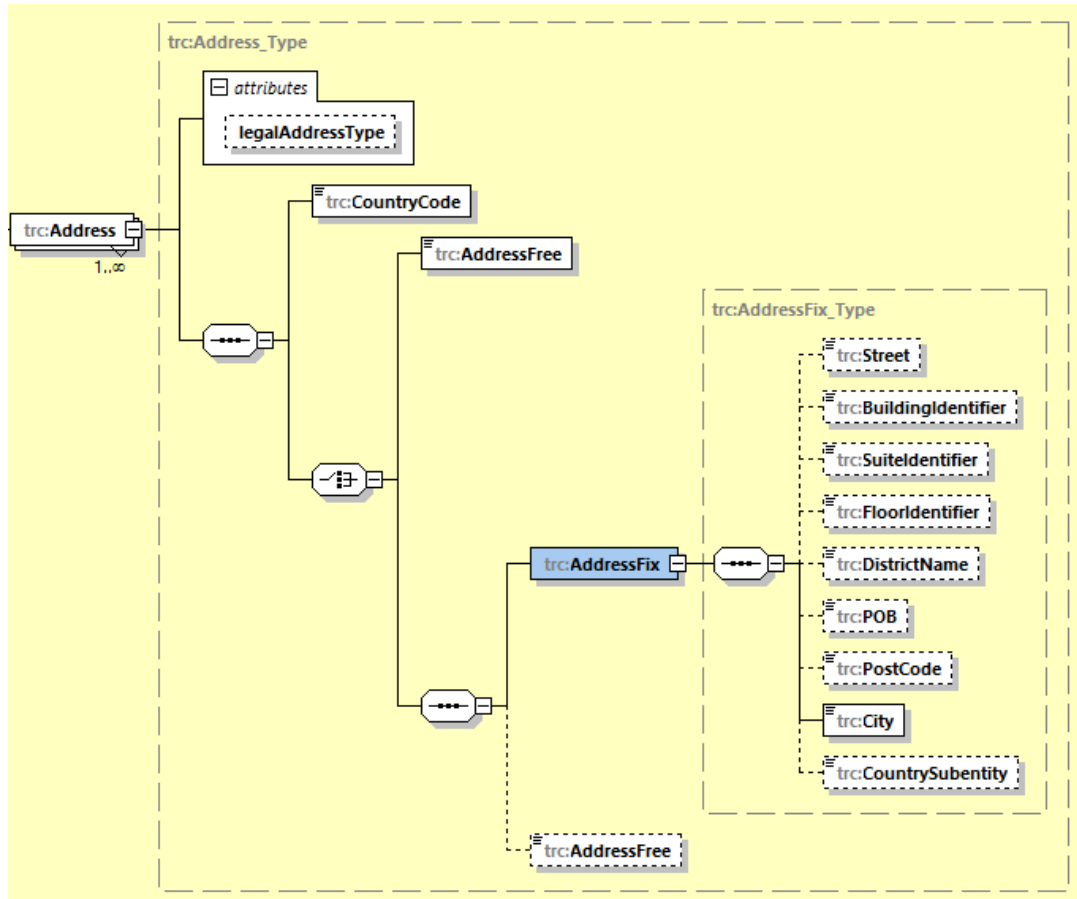 trc:Address_Type
attributes
legalAddressType
trc:CountryCode
trc:Address
1..∞
trc:AddressFree
trc:AddressFix_Type
trc:Street
trc:BuildingIdentifier
trc:SuiteIdentifier
trc:FloorIdentifier
trc:AddressFix
trc:DistrictName
trc:POB
trc:PostCode
trc:City
trc:CountrySubentity
trc:AddressFree